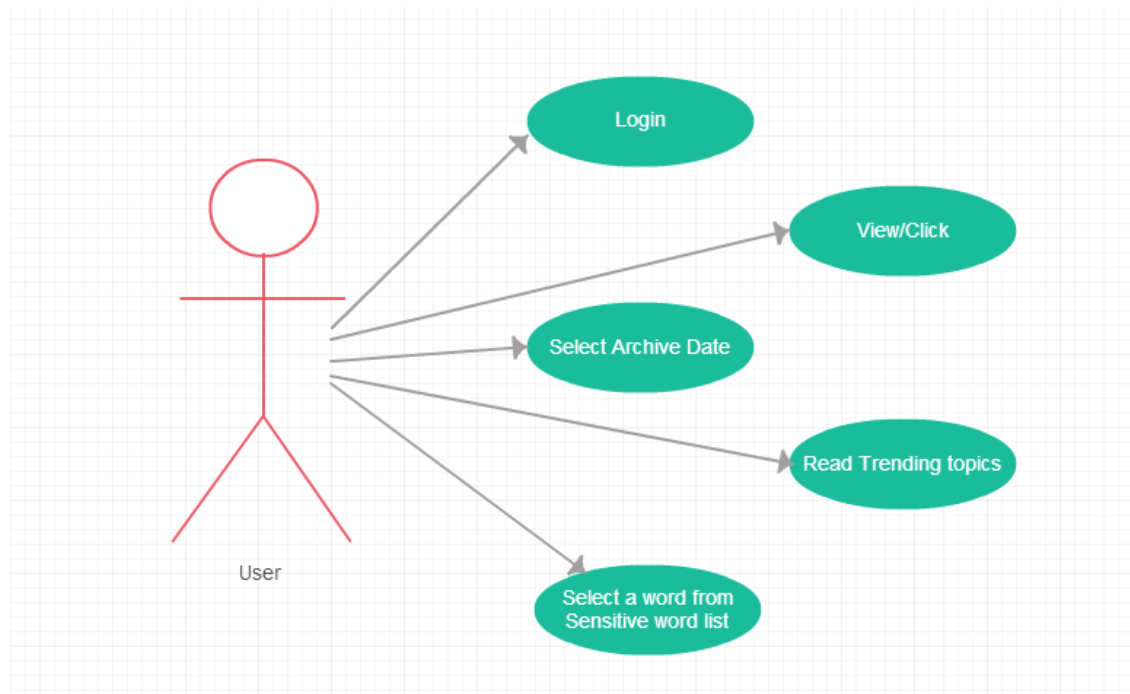 Login
View/Click
Select Archive Date
Read Trending topics
User
Select a word from
Sensitive word list